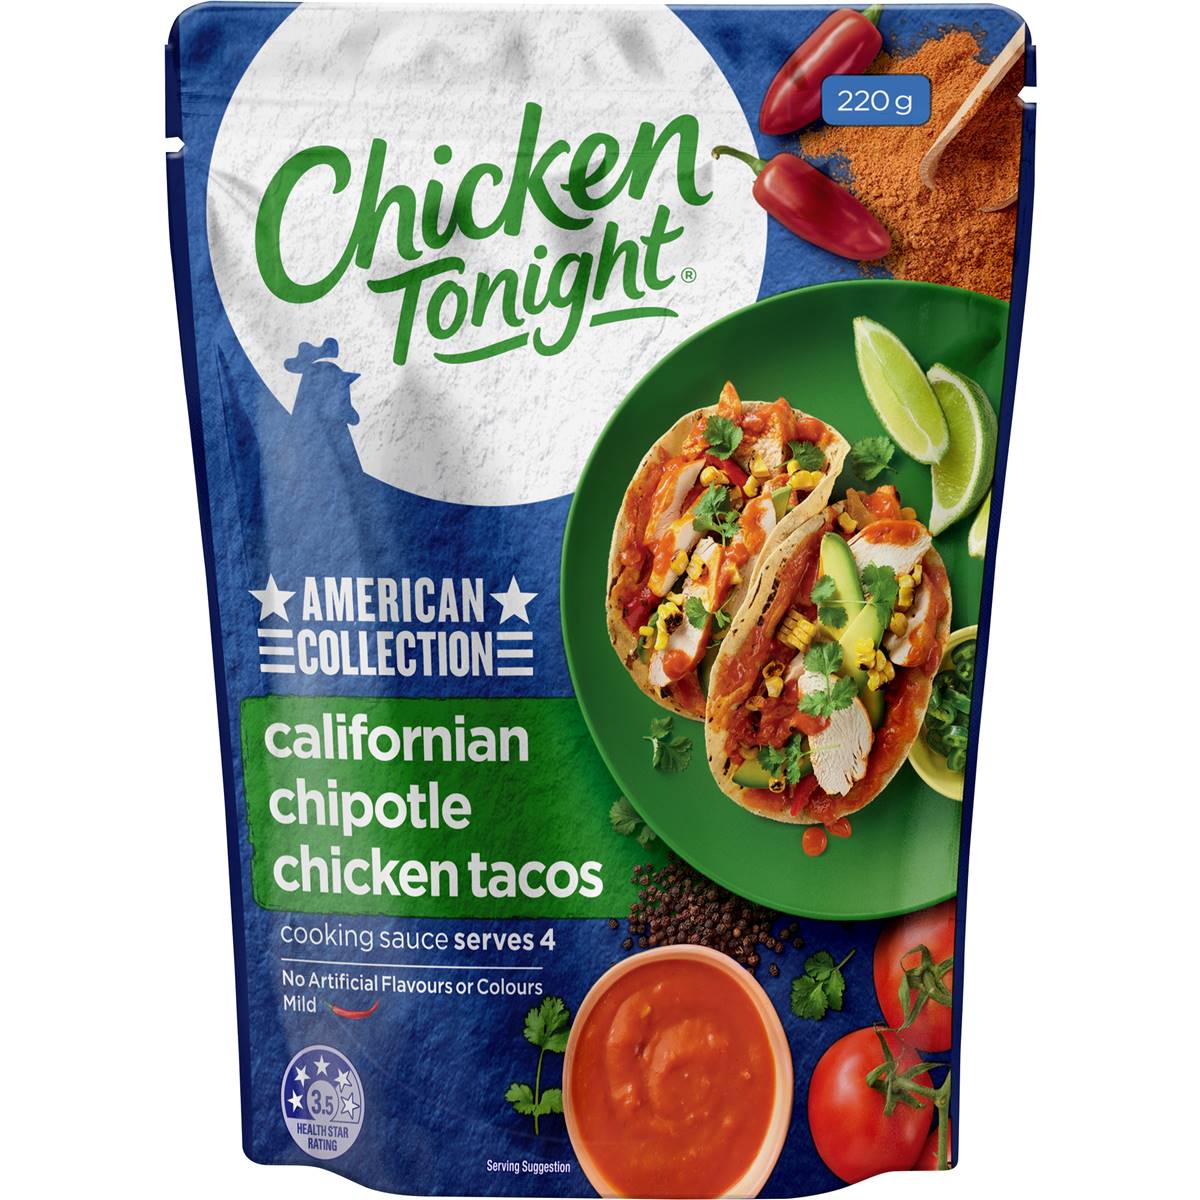 220 g
Chicken
Tonight®
AMERICAN
COLLECTION
californian
chipotle
chicken tacos
cooking sauce serves 4
No Artificial Flavours or Colours
Mild
3.5
HEALTH STAR
RATING
Serving Suggestion